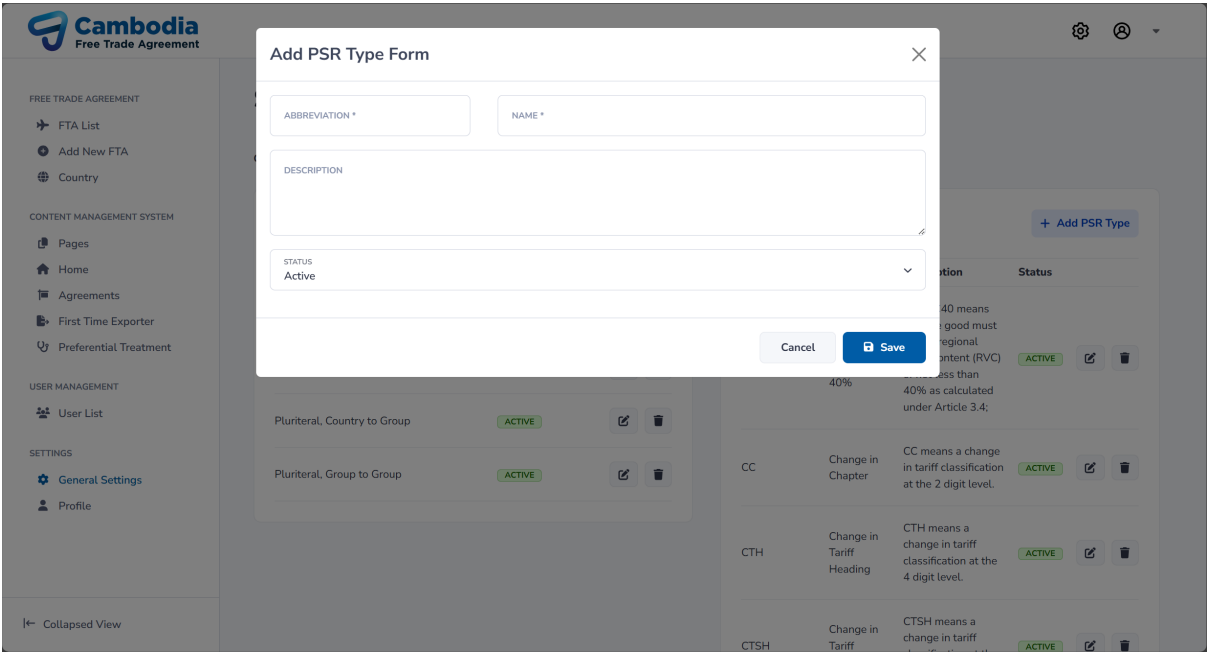 Cambodia
Free Trade Agreement
FREE TRADE AGREEMENT
FTA List
Add New FTA
Country
CONTENT MANAGEMENT SYSTEM
Pages
Home
Agreements
First Time Exporter
Preferential Treatment
USER MANAGEMENT
User List
SETTINGS
General Settings
Profile
Collapsed View
Add PSR Type Form
ABBREVIATION *
NAME *
DESCRIPTION
STATUS
Active
Cancel
Save
Pluriteral, Country to Group
ACTIVE
Pluriteral, Group to Group
ACTIVE
+ Add PSR Type
Status
40 means
good must
regional
(RVC)
less than
40% as calculated
under Article 3.4;
40%
ACTIVE
CC
Change in
Chapter
CC means a change
in tariff classification
at the 2 digit level.
ACTIVE
CTH
Change in
Tariff
Heading
CTH means a
change in tariff
classification at the
4 digit level.
ACTIVE
CTSH
Change in
Tariff
CTSH means a
change in tariff
ACTIVE